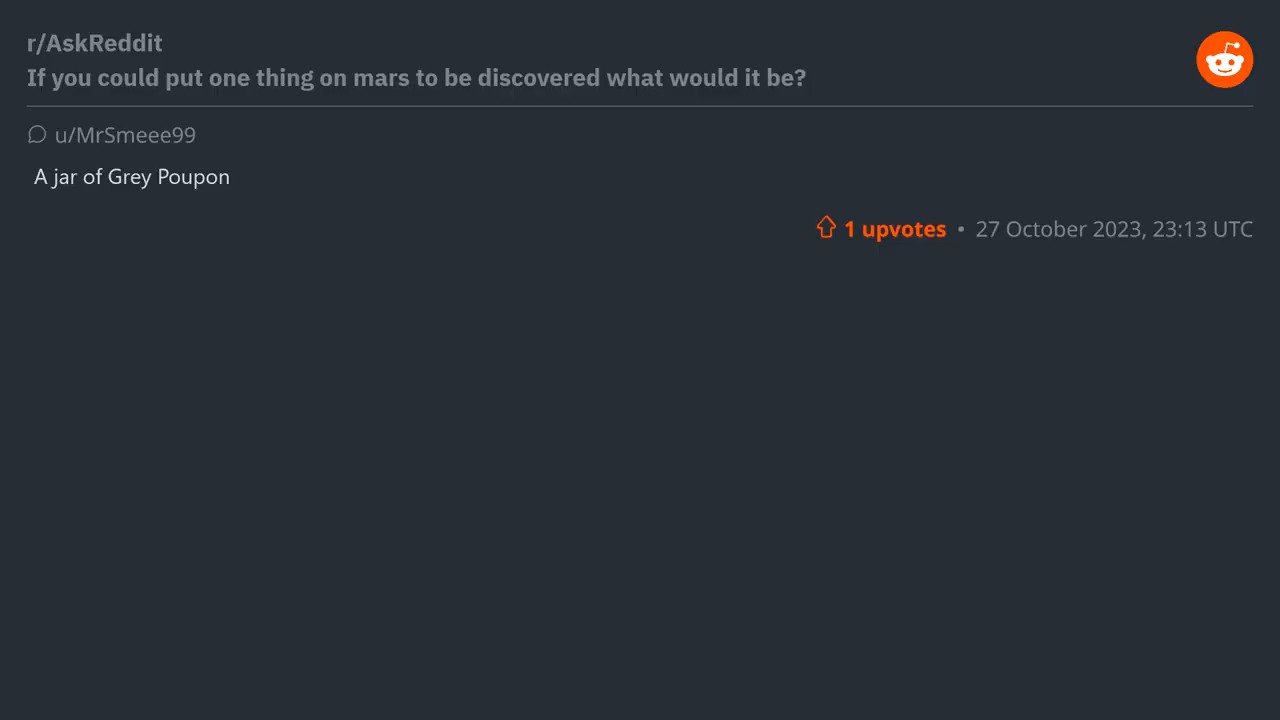 r/AskReddit
If you could put one thing on mars to be discovered what would it be?
u/MrSmeee99
A jar of Grey Poupon
1 upvotes • 27 October 2023, 23:13 UTC